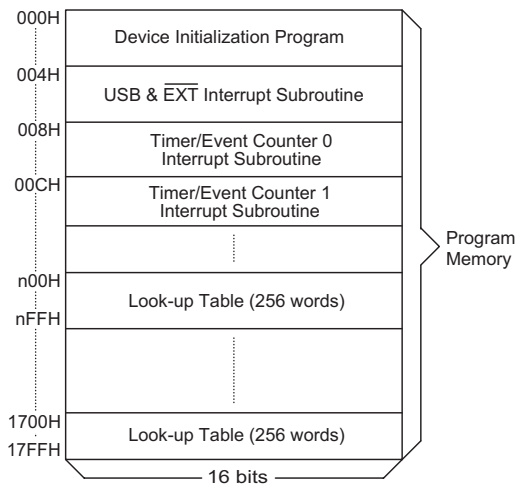 000H
Device Initialization Program
004H
USB & EXT Interrupt Subroutine
008H
Timer/Event Counter 0
Interrupt Subroutine
00CH
Timer/Event Counter 1
Interrupt Subroutine
Program
Memory
n00H
Look-up Table (256 words)
nFFH
1700H
Look-up Table (256 words)
17FFH
16 bits